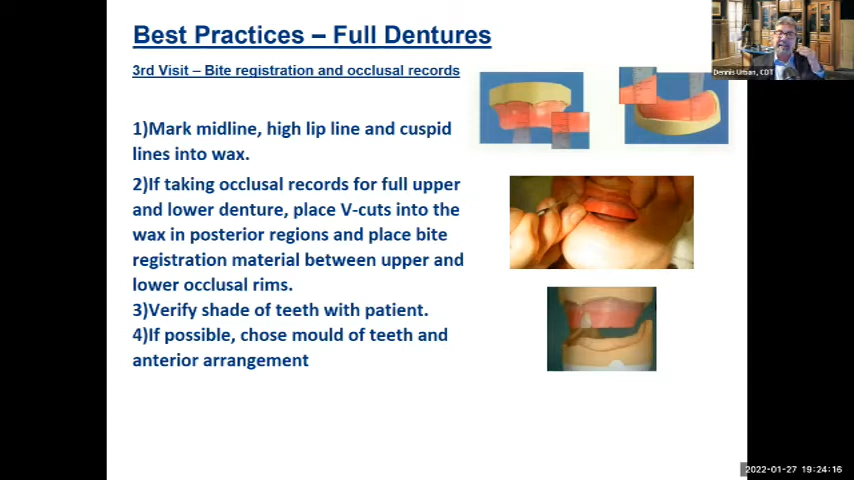 Best Practices – Full Dentures
3rd Visit – Bite registration and occlusal records
Dennis Urban, CDT
1)Mark midline, high lip line and cuspid
lines into wax.
2)If taking occlusal records for full upper
and lower denture, place V-cuts into the
wax in posterior regions and place bite
registration material between upper and
lower occlusal rims.
3)Verify shade of teeth with patient.
4)If possible, chose mould of teeth and
anterior arrangement
2022-01-27 19:24:16